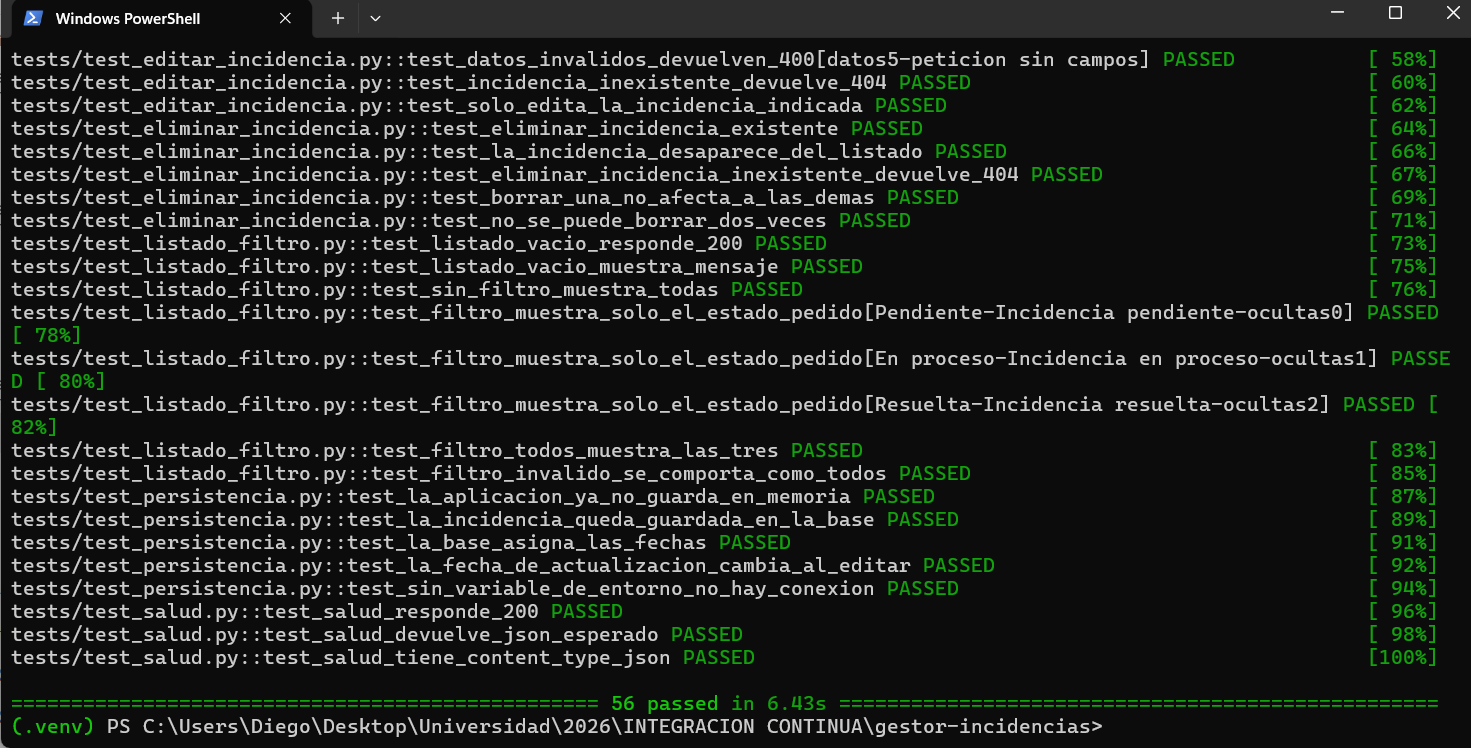 Windows PowerShell
tests/test_editar_incidencia.py::test_datos_invalidos_devuelven_400[datos5-peticion sin campos] PASSED [ 58%]
tests/test_editar_incidencia.py::test_incidencia_inexistente_devuelve_404 PASSED [ 60%]
tests/test_editar_incidencia.py::test_solo_edita_la_incidencia_indicada PASSED [ 62%]
tests/test_eliminar_incidencia.py::test_eliminar_incidencia_existente PASSED [ 64%]
tests/test_eliminar_incidencia.py::test_la_incidencia_desaparece_del_listado PASSED [ 66%]
tests/test_eliminar_incidencia.py::test_eliminar_incidencia_inexistente_devuelve_404 PASSED [ 67%]
tests/test_eliminar_incidencia.py::test_borrar_una_no_afecta_a_las_demas PASSED [ 69%]
tests/test_eliminar_incidencia.py::test_no_se_puede_borrar_dos_veces PASSED [ 71%]
tests/test_listado_filtro.py::test_listado_vacio_responde_200 PASSED [ 73%]
tests/test_listado_filtro.py::test_listado_vacio_muestra_mensaje PASSED [ 75%]
tests/test_listado_filtro.py::test_sin_filtro_muestra_todas PASSED [ 76%]
tests/test_listado_filtro.py::test_filtro_muestra_solo_el_estado_pedido[Pendiente-Incidencia pendiente-ocultas0] PASSED
[ 78%]
tests/test_listado_filtro.py::test_filtro_muestra_solo_el_estado_pedido[En proceso-Incidencia en proceso-ocultas1] PASSE
D [ 80%]
tests/test_listado_filtro.py::test_filtro_muestra_solo_el_estado_pedido[Resuelta-Incidencia resuelta-ocultas2] PASSED [
82%]
tests/test_listado_filtro.py::test_filtro_todos_muestra_las_tres PASSED [ 83%]
tests/test_listado_filtro.py::test_filtro_invalido_se_comporta_como_todos PASSED [ 85%]
tests/test_persistencia.py::test_la_aplicacion_ya_no_guarda_en_memoria PASSED [ 87%]
tests/test_persistencia.py::test_la_incidencia_queda_guardada_en_la_base PASSED [ 89%]
tests/test_persistencia.py::test_la_base_asigna_las_fechas PASSED [ 91%]
tests/test_persistencia.py::test_la_fecha_de_actualizacion_cambia_al_editar PASSED [ 92%]
tests/test_persistencia.py::test_sin_variable_de_entorno_no_hay_conexion PASSED [ 94%]
tests/test_salud.py::test_salud_responde_200 PASSED [ 96%]
tests/test_salud.py::test_salud_devuelve_json_esperado PASSED [ 98%]
tests/test_salud.py::test_salud_tiene_content_type_json PASSED [100%]
================================================= 56 passed in 6.43s ==================================================
(.venv) PS C:\Users\Diego\Desktop\Universidad\2026\INTEGRACION CONTINUA\gestor-incidencias>